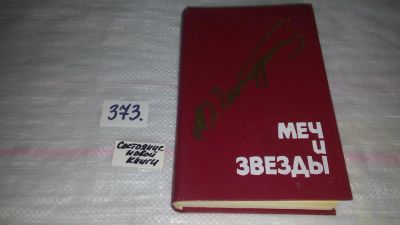 373.
Состояние
новой
книги
МЕЧ
И
ЗВЕЗДЫ